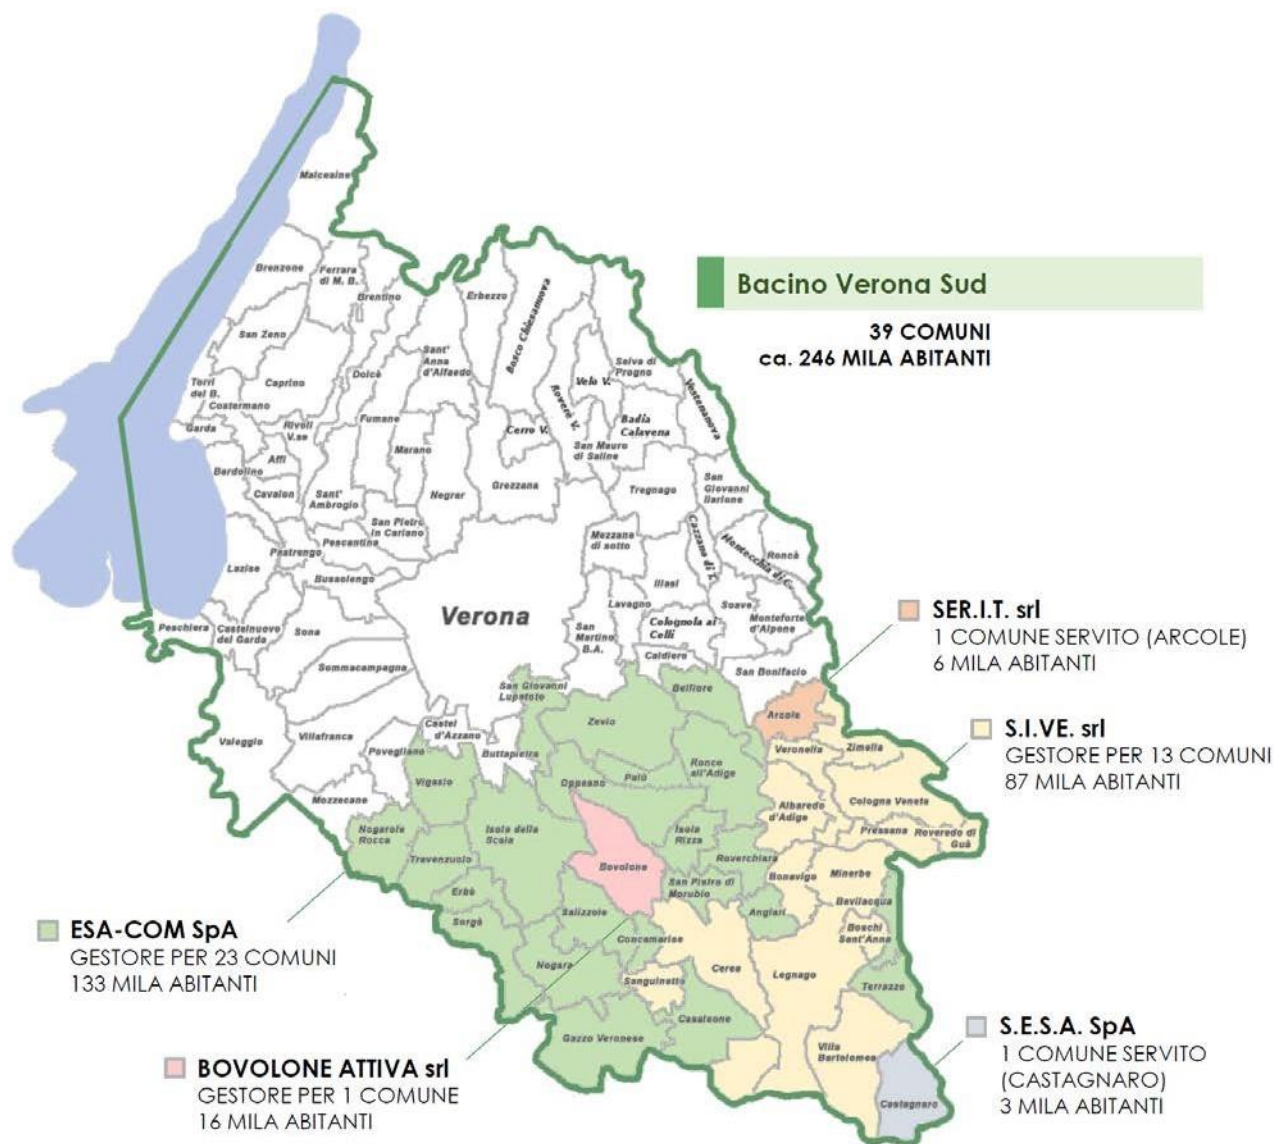 Malcesine
Brenzone
Ferrara
di M. B.
Brentino
Erbezzo
Bosco Chiesanuova
Bacino Verona Sud
39 COMUNI
ca. 246 MILA ABITANTI
San Zeno
Sant'
Anna
d'Alfaedo
Selva di
Progno
Velo V.
Roverè V.
Vestenanova
Torri
del B.
Caprino
Dolcè
Costermano
Garda
Rivoli
V.se
Fumane
Cerro V.
Badia
Calavena
Marano
San Mauro
di Saline
Affi
Bardolino
Cavaion
Sant'
Ambrogio
Negrar
Grezzana
Tregnago
San
Giovanni
Ilarione
San Pietro
in Cariano
Pescantina
Pastrengo
Mezzane
di sotto
Cazzano di T.
Montecchia di C.
Roncè
Lazise
Bussolengo
Illasi
Verona
Lavagno
Soave
Peschiera
Castelnuovo
del Garda
Sona
San
Martino
B.A.
Colognola ai
Colli
Monteforte
d'Alpone
Caldiero
Sommacampagna
San Bonifacio
SER.I.T. srl
1 COMUNE SERVITO (ARCOLE)
6 MILA ABITANTI
San Giovanni
Lupatoto
Belfiore
Zevio
Arcole
Valeggio
Villafranca
Castel
d'Azzano
Povegliano
Buttapietra
Veronella
Zimella
S.I.VE. srl
GESTORE PER 13 COMUNI
87 MILA ABITANTI
Vigasio
Oppeano
Palù
Ronco
all'Adige
Mozzecane
Albaredo
d'Adige
Cologna Veneta
Nogarole
Rocca
Isola della
Scala
Isola
Rizza
Pressana
Roveredo di
Guà
Trevenzuolo
Bovolone
Roverchiara
Bonavigo
Minerbe
Erbè
San Pietro di
Morubio
Bevilacqua
Sorgà
Salizzole
Angiari
Boschi
Sant'Anna
ESA-COM SpA
GESTORE PER 23 COMUNI
133 MILA ABITANTI
Concamarise
Nogara
Cerea
Legnago
Sanguinetto
Terrazzo
Casaleone
Gazzo Veronese
Villa
Bartolomea
Castagnaro
S.E.S.A. SpA
1 COMUNE SERVITO
(CASTAGNARO)
3 MILA ABITANTI
BOVOLONE ATTIVA srl
GESTORE PER 1 COMUNE
16 MILA ABITANTI